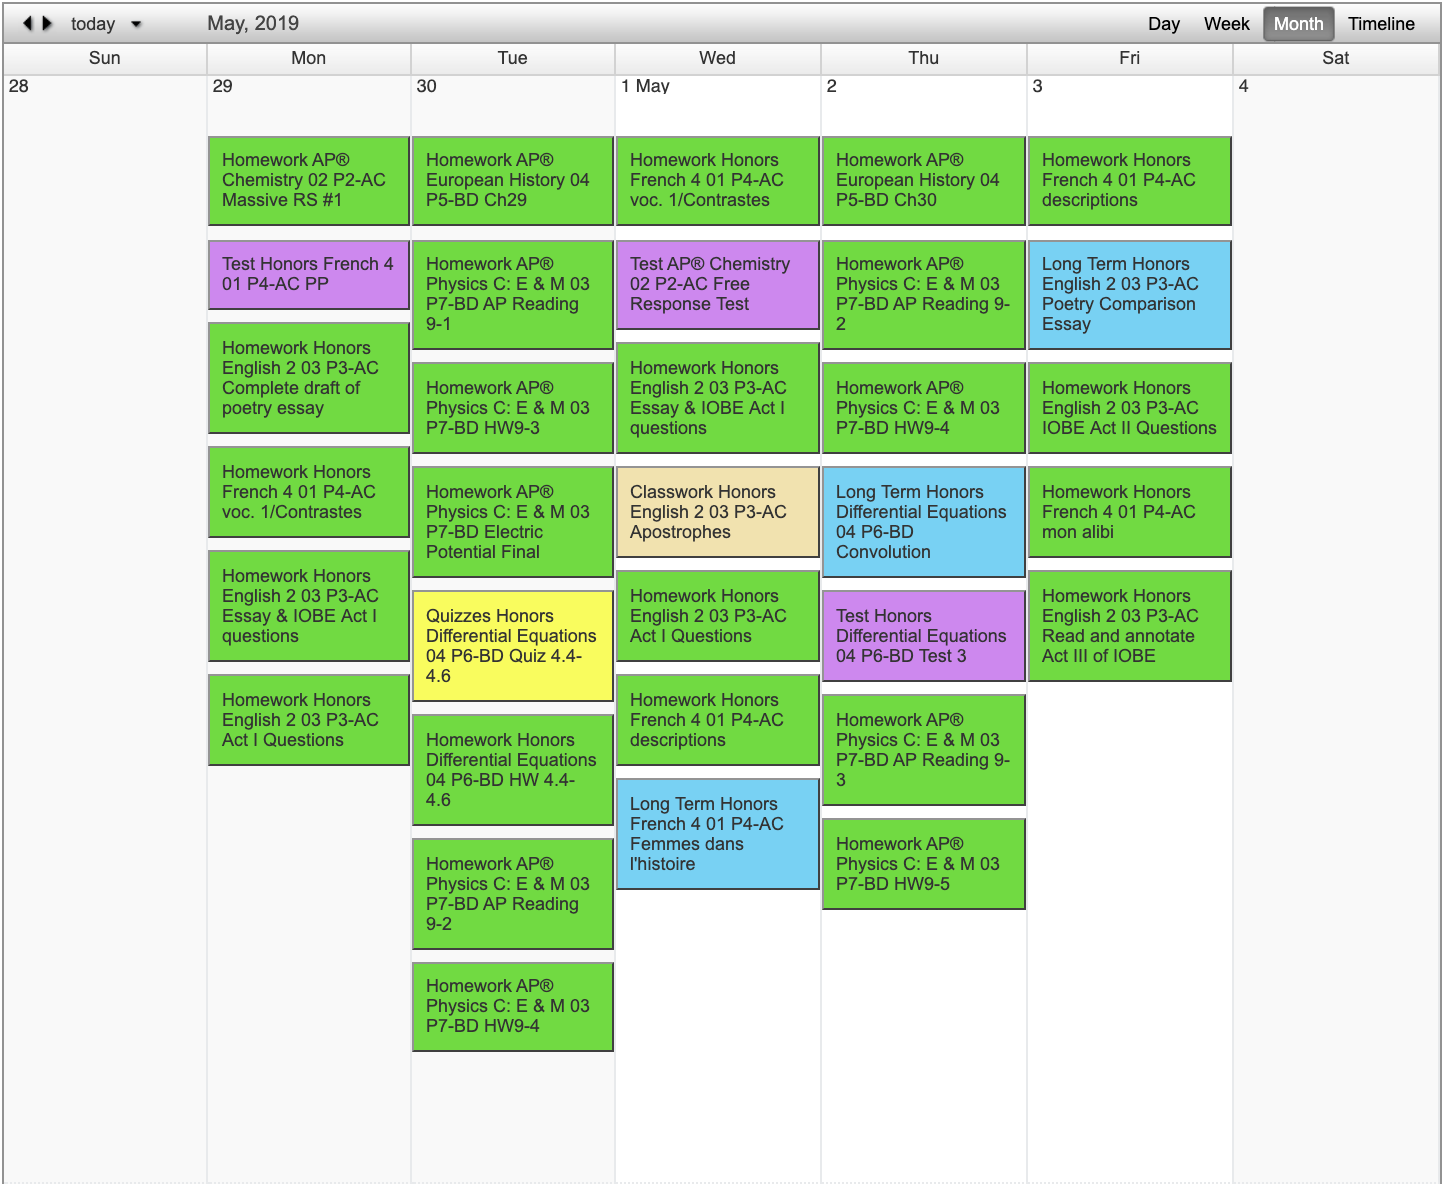 today
May, 2019
Day
Week
Month
Timeline
Sun
Mon
Tue
Wed
Thu
Fri
Sat
28
29
30
1 May
2
3
4
Homework AP®
Chemistry 02 P2-AC
Massive RS #1
Test Honors French 4
01 P4-AC PP
Homework Honors
English 2 03 P3-AC
Complete draft of
poetry essay
Homework Honors
French 4 01 P4-AC
voc. 1/Contrastes
Homework Honors
English 2 03 P3-AC
Essay & IOBE Act I
questions
Homework Honors
English 2 03 P3-AC
Act I Questions
Homework AP®
European History 04
P5-BD Ch29
Homework AP®
Physics C: E & M 03
P7-BD AP Reading
9-1
Homework AP®
Physics C: E & M 03
P7-BD HW9-3
Homework AP®
Physics C: E & M 03
P7-BD Electric
Potential Final
Quizzes Honors
Differential Equations
04 P6-BD Quiz 4.4-
4.6
Homework Honors
Differential Equations
04 P6-BD HW 4.4-
4.6
Homework AP®
Physics C: E & M 03
P7-BD AP Reading
9-2
Homework AP®
Physics C: E & M 03
P7-BD HW9-4
Homework Honors
French 4 01 P4-AC
voc. 1/Contrastes
Test AP® Chemistry
02 P2-AC Free
Response Test
Homework Honors
English 2 03 P3-AC
Essay & IOBE Act I
questions
Classwork Honors
English 2 03 P3-AC
Apostrophes
Homework Honors
English 2 03 P3-AC
Act I Questions
Homework Honors
French 4 01 P4-AC
descriptions
Long Term Honors
French 4 01 P4-AC
Femmes dans
l'histoire
Homework AP®
European History 04
P5-BD Ch30
Homework AP®
Physics C: E & M 03
P7-BD AP Reading 9-
2
Homework AP®
Physics C: E & M 03
P7-BD HW9-4
Long Term Honors
Differential Equations
04 P6-BD
Convolution
Test Honors
Differential Equations
04 P6-BD Test 3
Homework AP®
Physics C: E & M 03
P7-BD AP Reading 9-
3
Homework AP®
Physics C: E & M 03
P7-BD HW9-5
Homework Honors
French 4 01 P4-AC
descriptions
Long Term Honors
English 2 03 P3-AC
Poetry Comparison
Essay
Homework Honors
English 2 03 P3-AC
IOBE Act II Questions
Homework Honors
French 4 01 P4-AC
mon alibi
Homework Honors
English 2 03 P3-AC
Read and annotate
Act III of IOBE